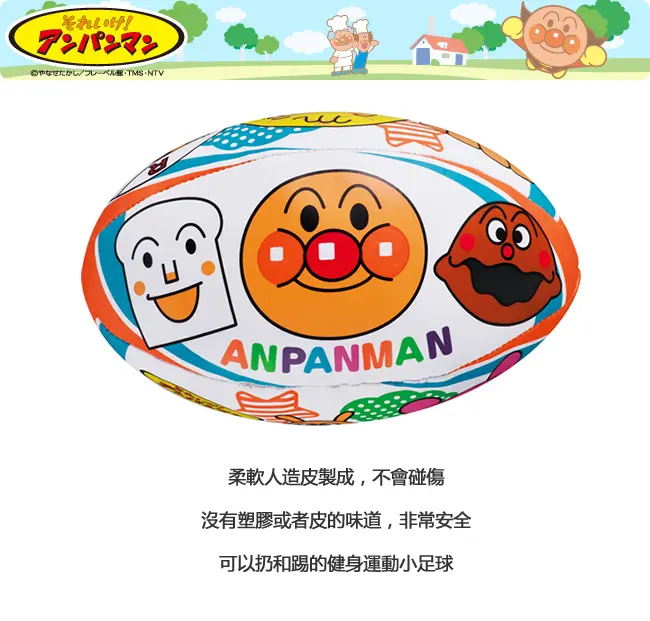 それいけ!
アンパンマン
©やなせたかし/フレーベル館・TMS・NTV
R
ANPANMAN
柔軟人造皮製成，不會碰傷
沒有塑膠或者皮的味道，非常安全
可以扔和踢的健身運動小足球